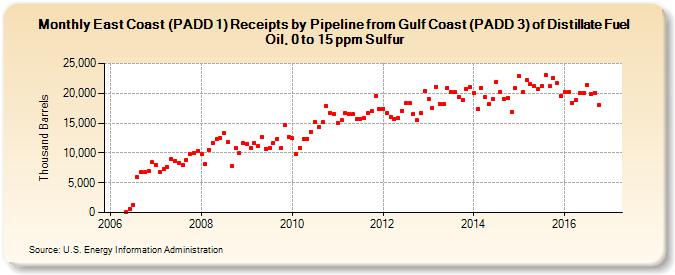 Monthly East Coast (PADD 1) Receipts by Pipeline from Gulf Coast (PADD 3) of Distillate Fuel
Oil, 0 to 15 ppm Sulfur
Thousand Barrels
25,000
20,000
15,000
10,000
5,000
0
2006 2008 2010 2012 2014 2016
Source: U.S. Energy Information Administration